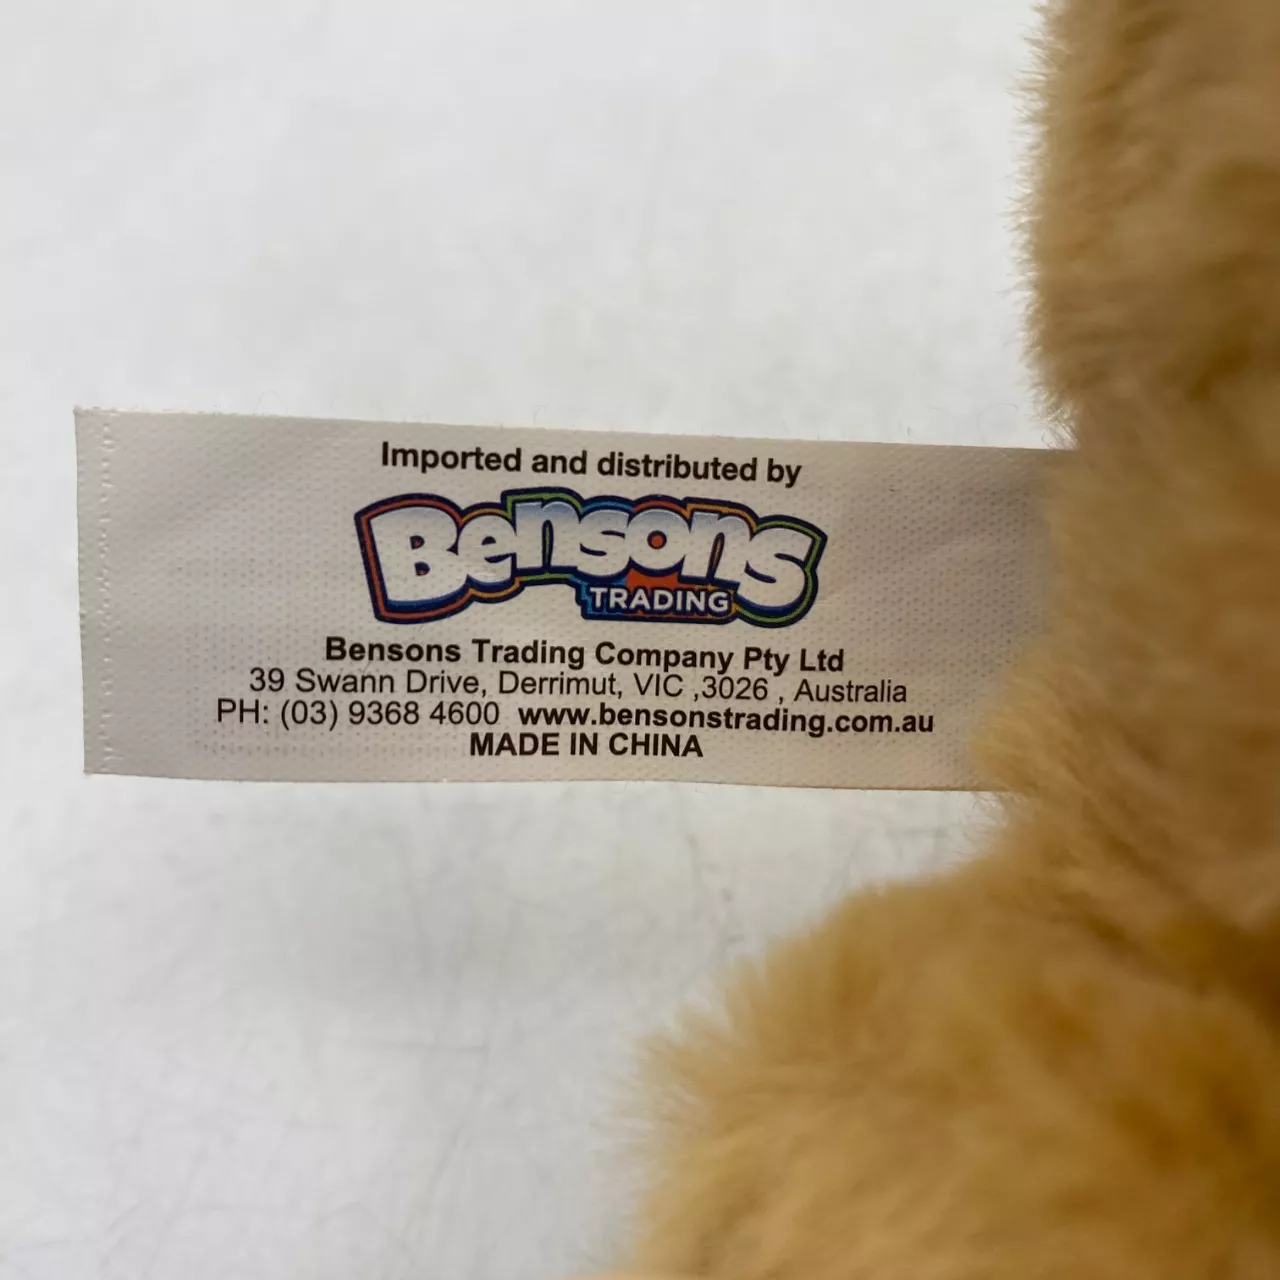 Imported and distributed by
Bensons
TRADING
Bensons Trading Company Pty Ltd
39 Swann Drive, Derrimut, VIC ,3026 , Australia
PH: (03) 9368 4600 www.bensonstrading.com.au
MADE IN CHINA